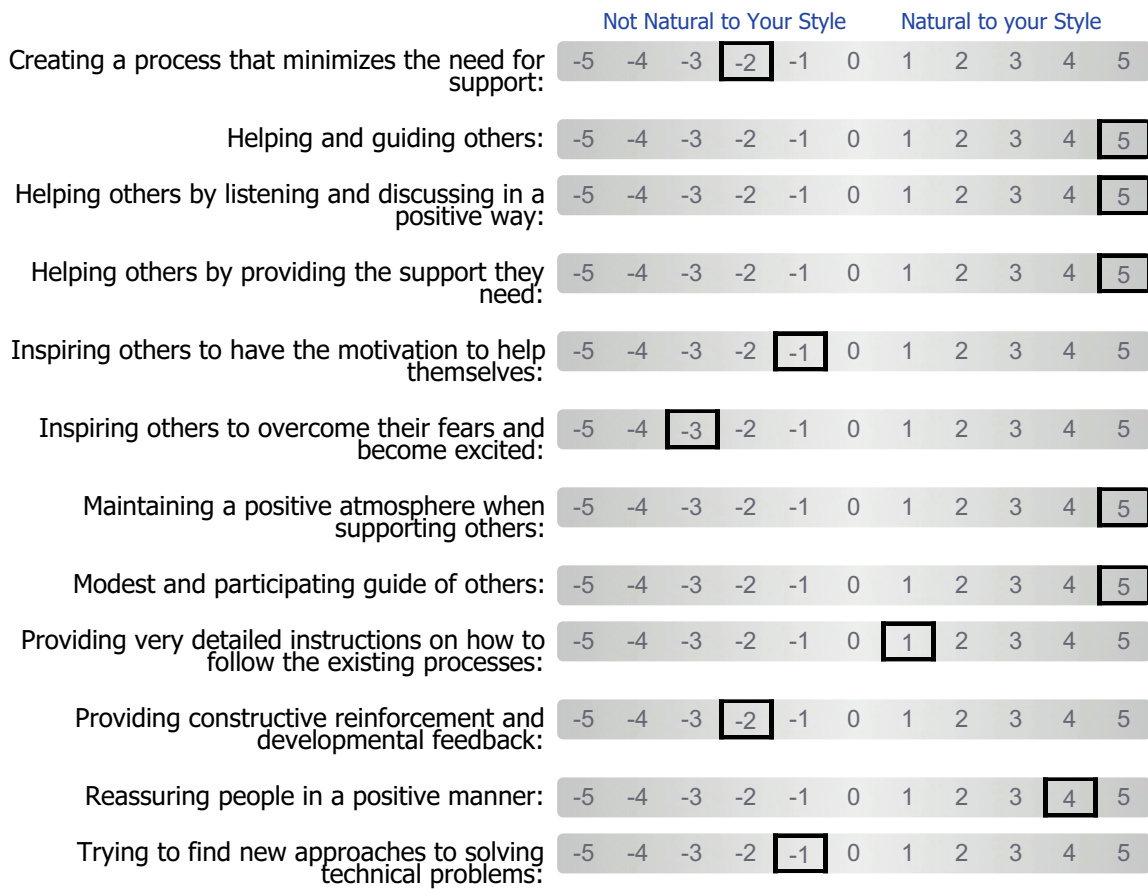 Not Natural to Your Style Natural to your Style
Creating a process that minimizes the need for
support:
-5 -4 -3 -2 -1 0 1 2 3 4 5
Helping and guiding others:
-5 -4 -3 -2 -1 0 1 2 3 4 5
Helping others by listening and discussing in a
positive way:
-5 -4 -3 -2 -1 0 1 2 3 4 5
Helping others by providing the support they
need:
-5 -4 -3 -2 -1 0 1 2 3 4 5
Inspiring others to have the motivation to help
themselves:
-5 -4 -3 -2 -1 0 1 2 3 4 5
Inspiring others to overcome their fears and
become excited:
-5 -4 -3 -2 -1 0 1 2 3 4 5
Maintaining a positive atmosphere when
supporting others:
-5 -4 -3 -2 -1 0 1 2 3 4 5
Modest and participating guide of others:
-5 -4 -3 -2 -1 0 1 2 3 4 5
Providing very detailed instructions on how to
follow the existing processes:
-5 -4 -3 -2 -1 0 1 2 3 4 5
Providing constructive reinforcement and
developmental feedback:
-5 -4 -3 -2 -1 0 1 2 3 4 5
Reassuring people in a positive manner:
-5 -4 -3 -2 -1 0 1 2 3 4 5
Trying to find new approaches to solving
technical problems:
-5 -4 -3 -2 -1 0 1 2 3 4 5